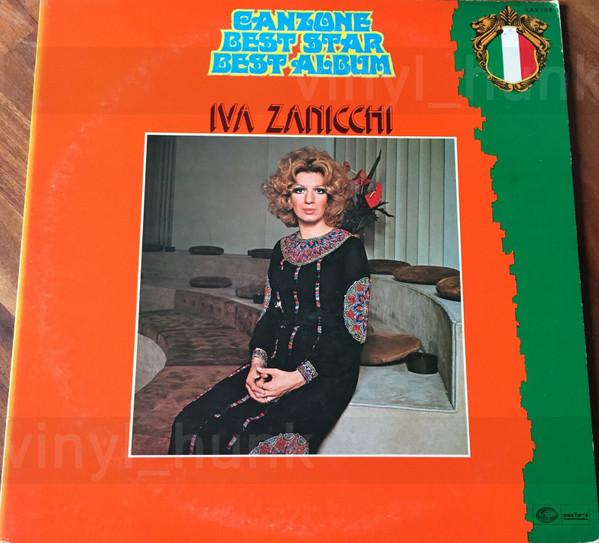 CANZONE
BEST STAR
BEST ALBUM
IVA ZANICCHI
vinyl_hunk
vinyl_hunk